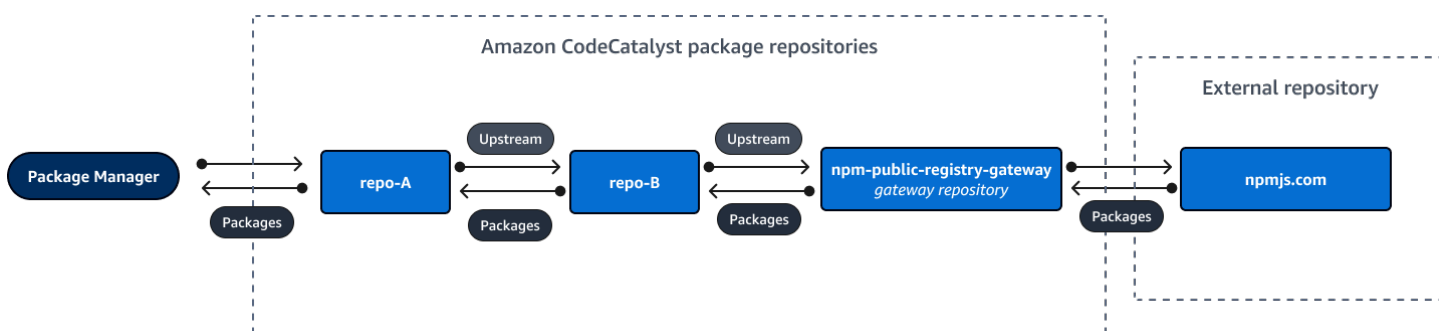 Amazon CodeCatalyst package repositories
External repository
Upstream
Upstream
Package Manager
repo-A
repo-B
npm-public-registry-gateway
gateway repository
npmjs.com
Packages
Packages
Packages
Packages